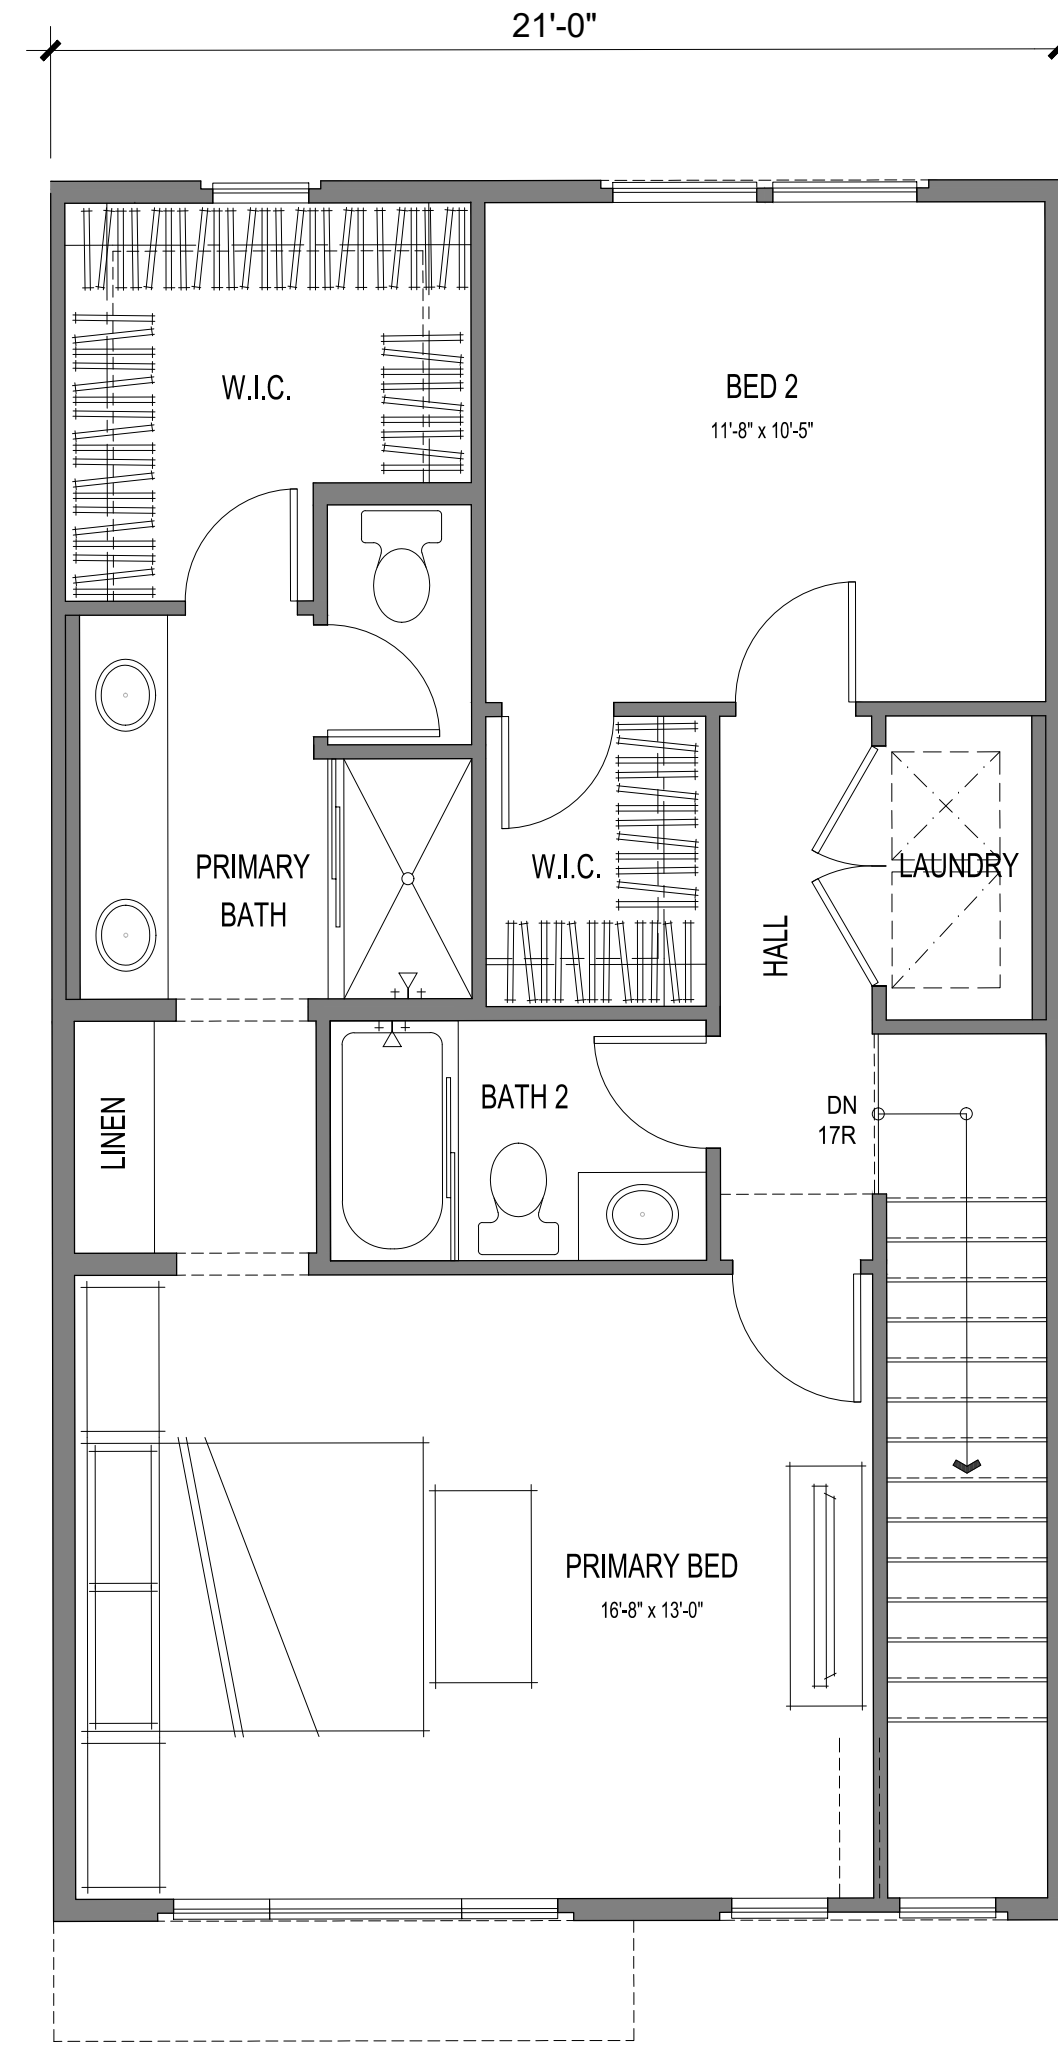 21'-0"
W.I.C.
BED 2
11'-8" x 10'-5"
PRIMARY
BATH
W.I.C.
LAUNDRY
HALL
LINEN
BATH 2
DN
17R
PRIMARY BED
16'-8" x 13'-0"